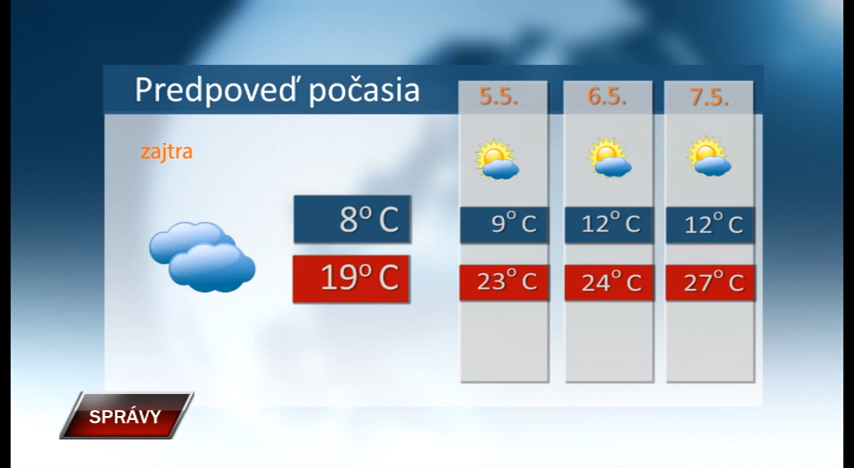 Predpoveď počasia
zajtra
8° C
19° C
5.5.
9° C
23° C
6.5.
12° C
24° C
7.5.
12° C
27° C
SPRÁVY